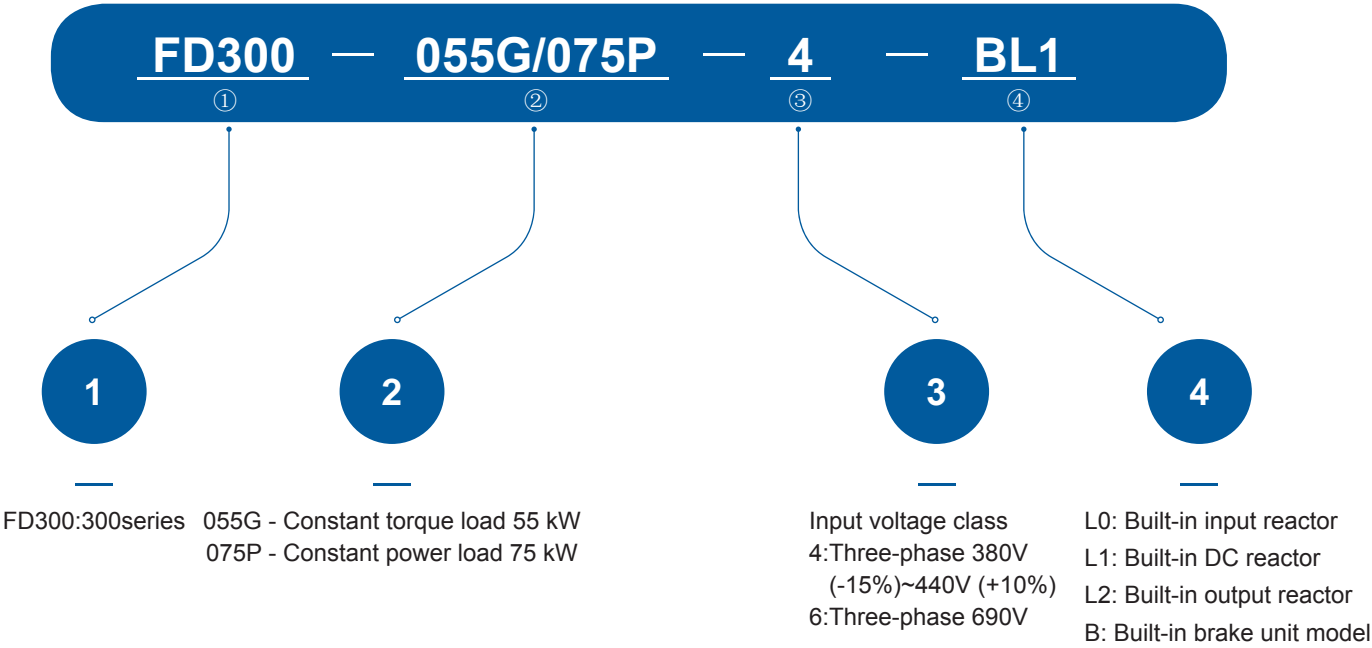 FD300 — 055G/075P — 4 — BL1
① ② ③ ④
1 2 3 4
FD300:300series
055G - Constant torque load 55 kW
075P - Constant power load 75 kW
Input voltage class
4:Three-phase 380V
(-15%)~440V (+10%)
6:Three-phase 690V
L0: Built-in input reactor
L1: Built-in DC reactor
L2: Built-in output reactor
B: Built-in brake unit model